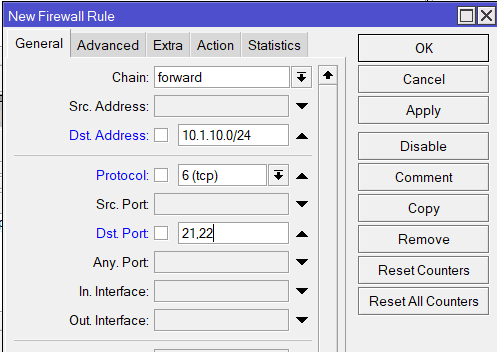 New Firewall Rule
General Advanced Extra Action Statistics
Chain: forward
Src. Address:
Dst. Address: 10.1.10.0/24
Protocol: 6 (tcp)
Src. Port:
Dst. Port: 21,22
Any. Port:
In. Interface:
Out. Interface:
OK
Cancel
Apply
Disable
Comment
Copy
Remove
Reset Counters
Reset All Counters